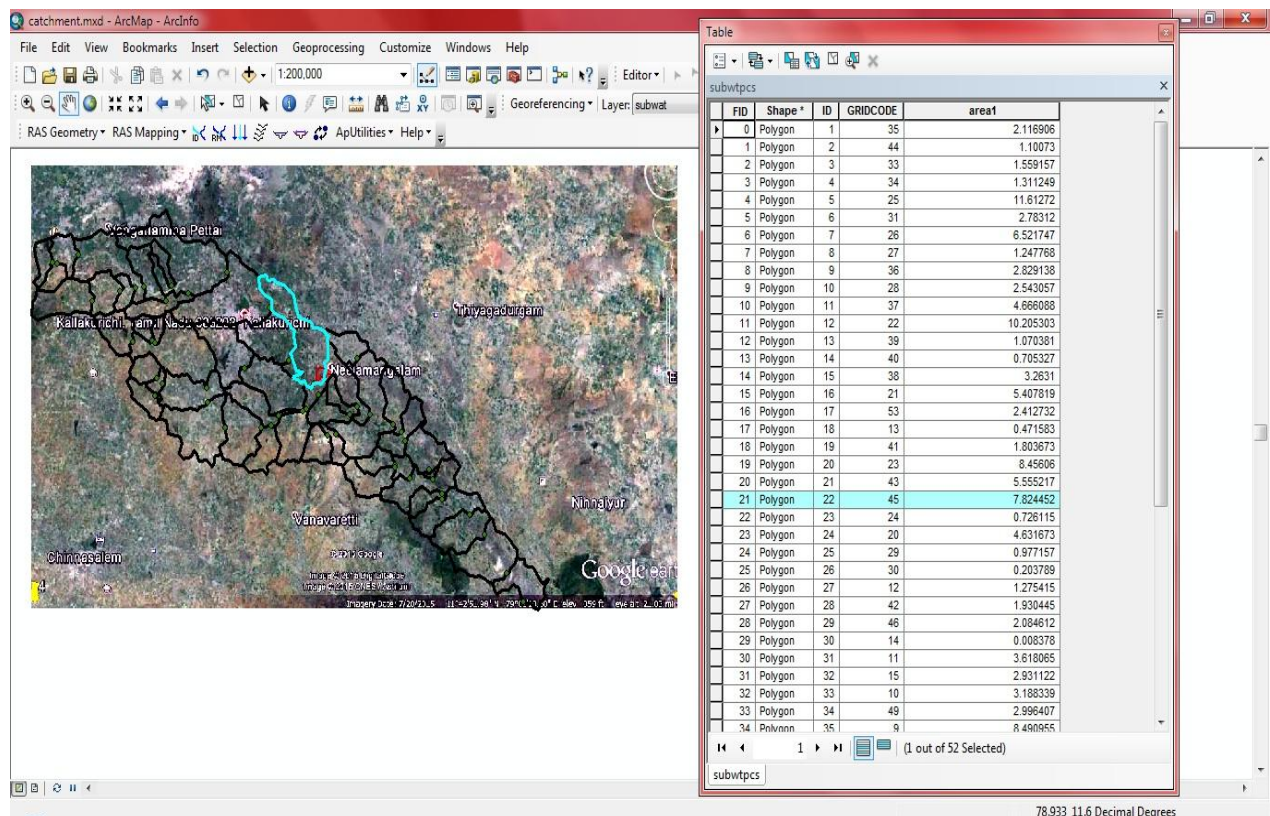 catchment.mxd - ArcMap - ArcInfo
File Edit View Bookmarks Insert Selection Geoprocessing Customize Windows Help
1:200,000 Editor
Georeferencing Layer: subwat
RAS Geometry RAS Mapping ApUtilities Help
Thiyagadurgam
Neelamangalam
Ninnaiyur
Vanavaretti
Chinnasalem
Google
Imagery Date: 7/20/2015
Table
subwtpcs
FID Shape * ID GRIDCODE area1
0 Polygon 1 35 2.116906
1 Polygon 2 44 1.10073
2 Polygon 3 33 1.559157
3 Polygon 4 34 1.311249
4 Polygon 5 25 11.61272
5 Polygon 6 31 2.78312
6 Polygon 7 26 6.521747
7 Polygon 8 27 1.247768
8 Polygon 9 36 2.829138
9 Polygon 10 28 2.543057
10 Polygon 11 37 4.666088
11 Polygon 12 22 10.205303
12 Polygon 13 39 1.070381
13 Polygon 14 40 0.705327
14 Polygon 15 38 3.2631
15 Polygon 16 21 5.407819
16 Polygon 17 53 2.412732
17 Polygon 18 13 0.471583
18 Polygon 19 41 1.803673
19 Polygon 20 23 8.45606
20 Polygon 21 43 5.555217
21 Polygon 22 45 7.824452
22 Polygon 23 24 0.726115
23 Polygon 24 20 4.631673
24 Polygon 25 29 0.977157
25 Polygon 26 30 0.203789
26 Polygon 27 12 1.275415
27 Polygon 28 42 1.930445
28 Polygon 29 46 2.084612
29 Polygon 30 14 0.008378
30 Polygon 31 11 3.618065
31 Polygon 32 15 2.931122
32 Polygon 33 10 3.188339
33 Polygon 34 49 2.996407
34 Polygon 35 9 8.490955
1 (1 out of 52 Selected)
subwtpcs
78.933 11.6 Decimal Degrees